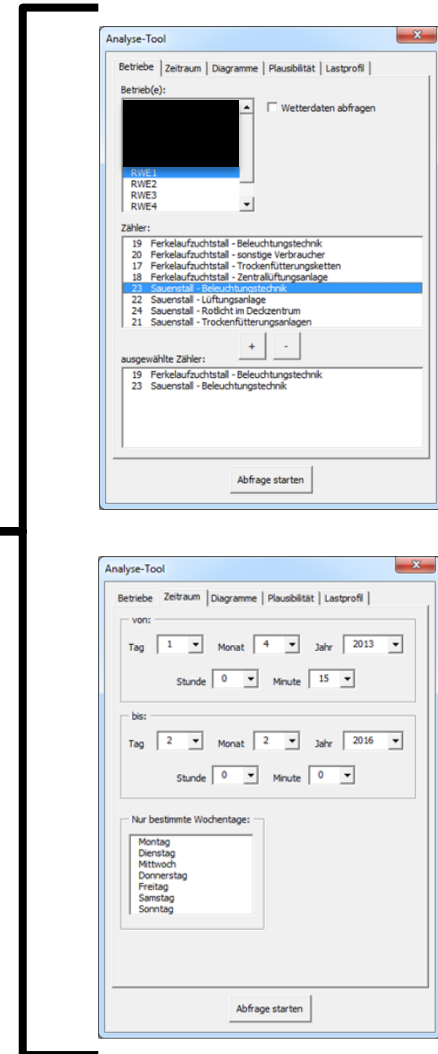 Analyse-Tool
Betriebe Zeitraum Diagramme Plausibilität Lastprofil
Betrieb(e):
Wetterdaten abfragen
RWE1
RWE2
RWE3
RWE4
Zähler:
19 Ferkelaufzuchtstall - Beleuchtungstechnik
20 Ferkelaufzuchtstall - sonstige Verbraucher
17 Ferkelaufzuchtstall - Trockenfütterungsketten
18 Ferkelaufzuchtstall - Zentrallüftungsanlage
23 Sauenstall - Beleuchtungstechnik
22 Sauenstall - Lüftungsanlage
24 Sauenstall - Rotlicht im Deckzentrum
21 Sauenstall - Trockenfütterungsanlagen
+ -
ausgewählte Zähler:
19 Ferkelaufzuchtstall - Beleuchtungstechnik
23 Sauenstall - Beleuchtungstechnik
Abfrage starten
Analyse-Tool
Betriebe Zeitraum Diagramme Plausibilität Lastprofil
von:
Tag 1 Monat 4 Jahr 2013
Stunde 0 Minute 15
bis:
Tag 2 Monat 2 Jahr 2016
Stunde 0 Minute 0
Nur bestimmte Wochentage:
Montag
Dienstag
Mittwoch
Donnerstag
Freitag
Samstag
Sonntag
Abfrage starten